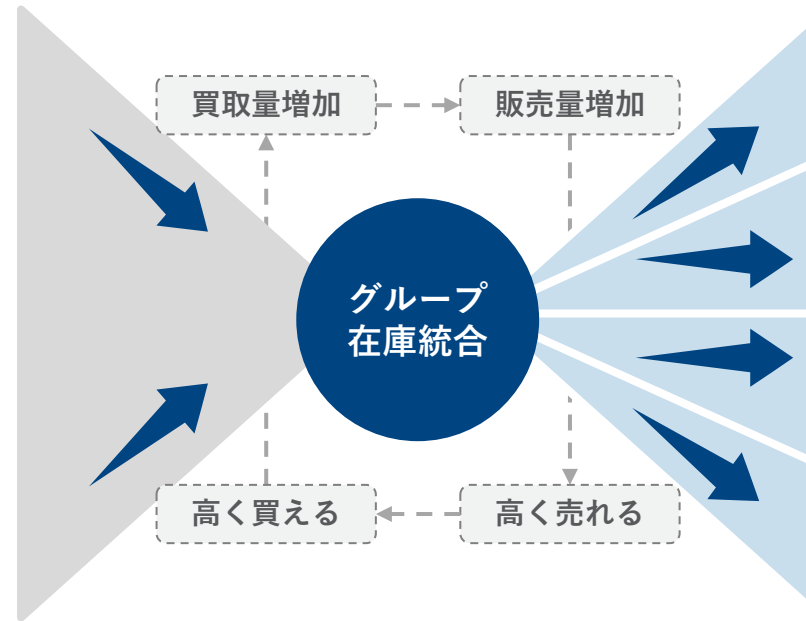 買取量増加
販売量増加
グループ
在庫統合
高く買える
高く売れる